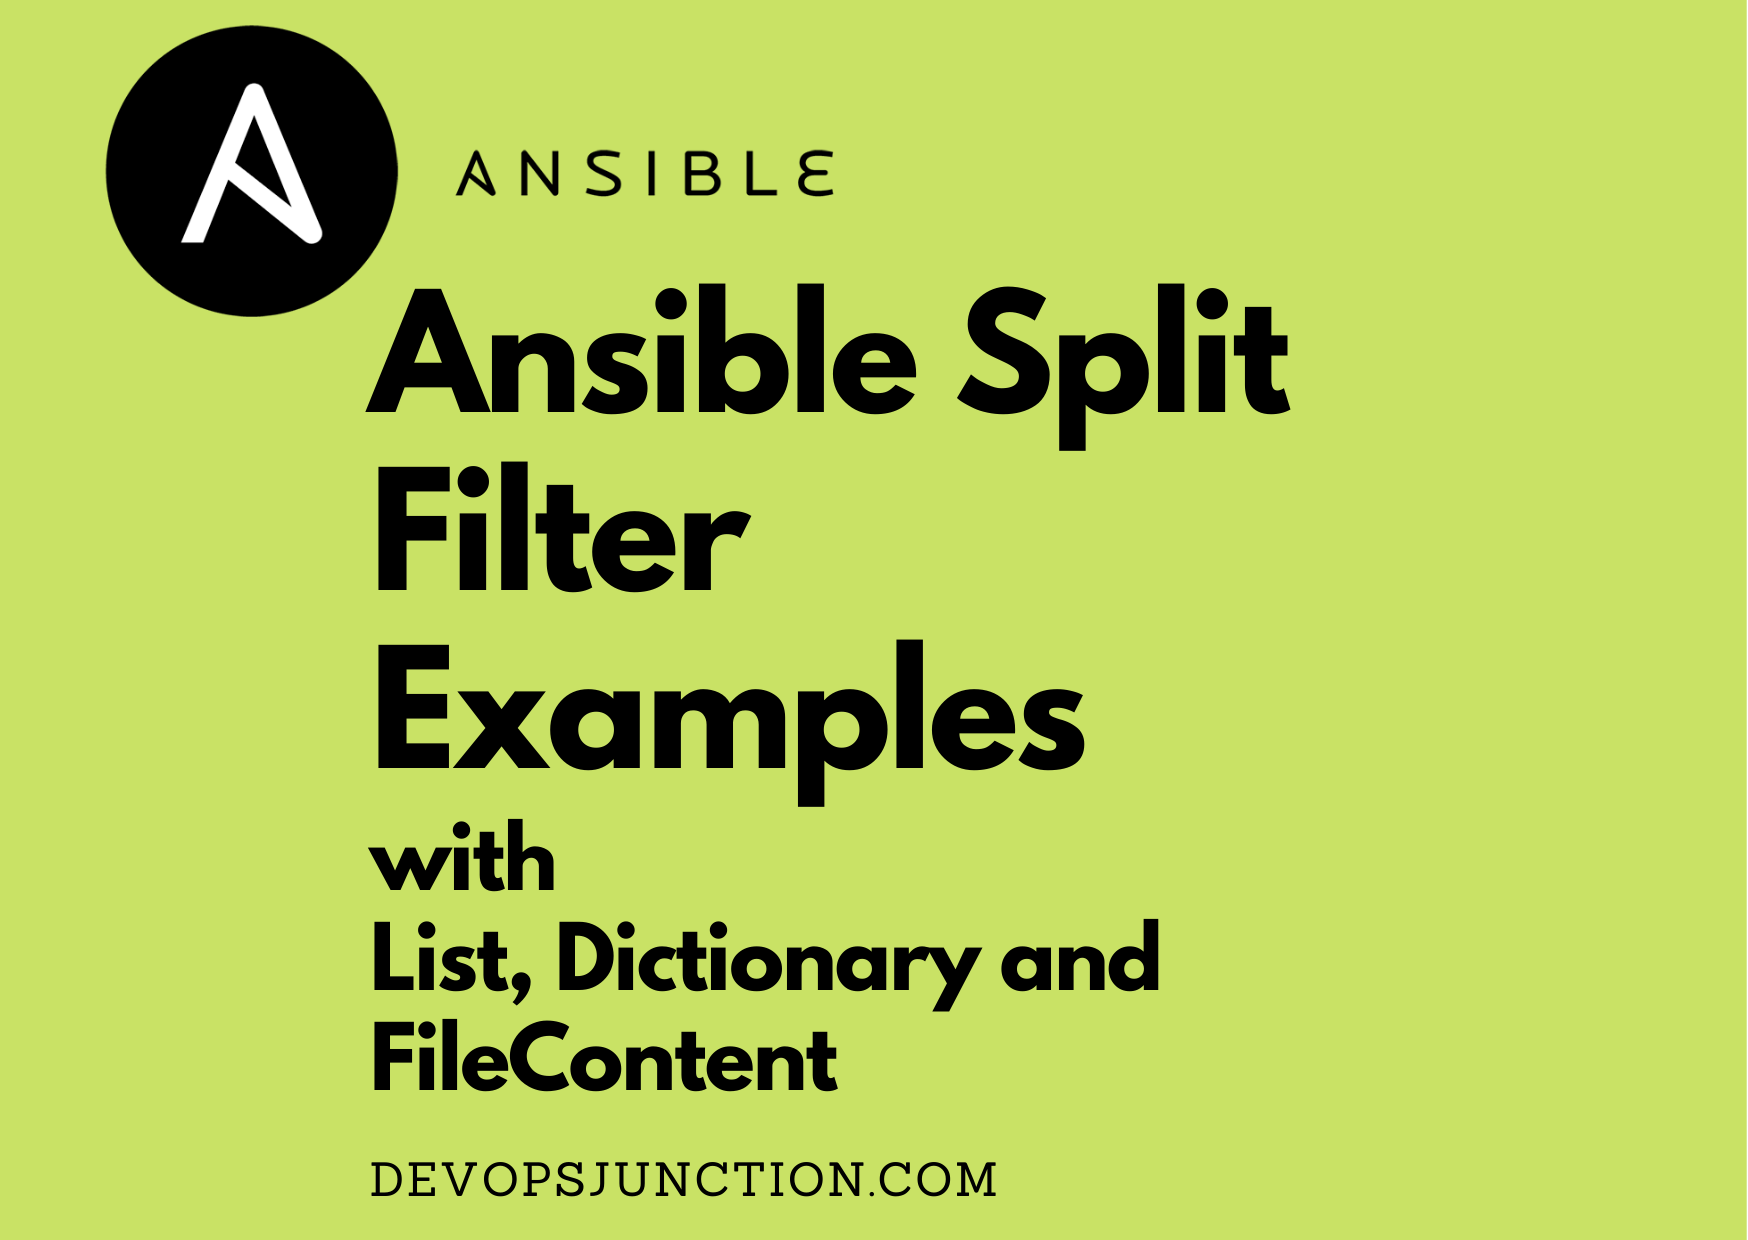 ANSIBLE
Ansible Split
Filter
Examples
with
List, Dictionary and
FileContent
DEVOPSJUNCTION.COM